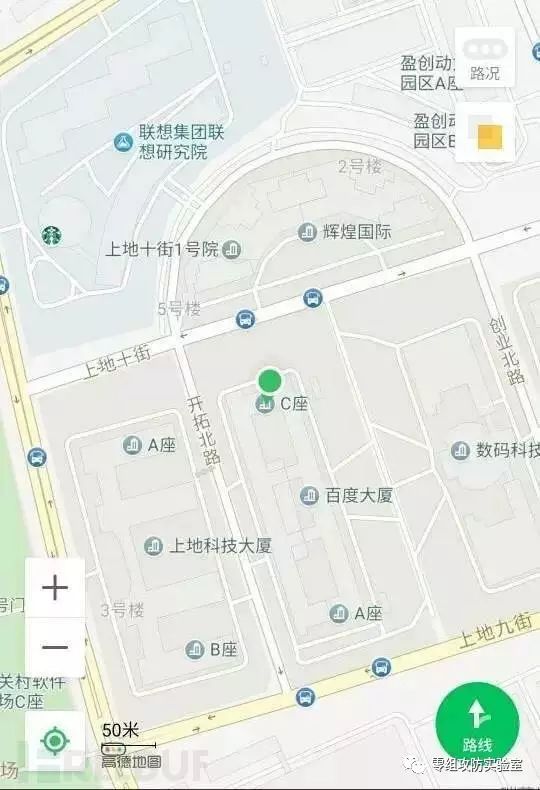 盈创动
园区A座
路况
盈创动
园区B
联想集团联
想研究院
2号楼
辉煌国际
上地十街1号院
5号楼
上地十街
创业北路
开拓北路
C座
A座
数码科技
百度大厦
上地科技大厦
3号楼
A座
号门
上地九街
B座
关村软件
场C座
50米
高德地图
路线
零组攻防实验室
场